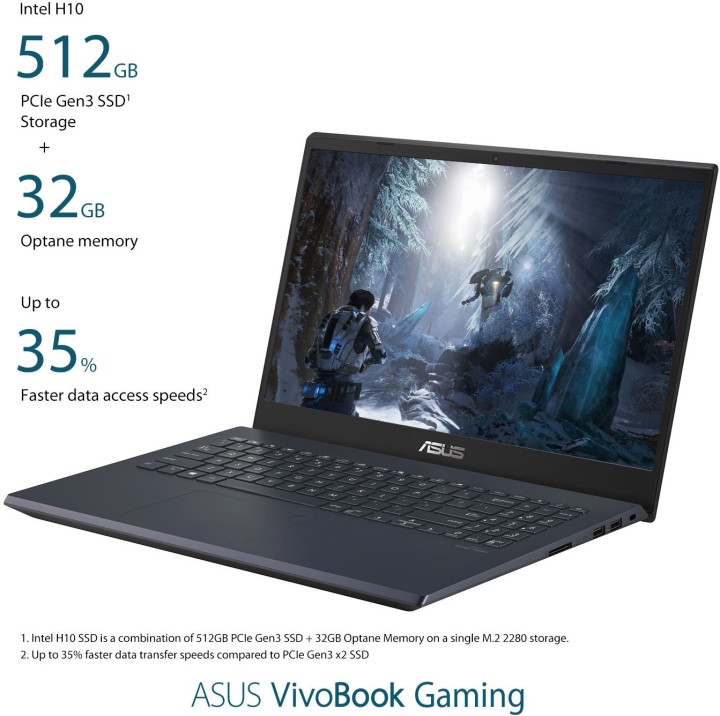 Intel H10
512GB
PCIe Gen3 SSD¹
Storage
+
32GB
Optane memory
Up to
35%
Faster data access speeds²
ASUS
1. Intel H10 SSD is a combination of 512GB PCIe Gen3 SSD + 32GB Optane Memory on a single M.2 2280 storage.
2. Up to 35% faster data transfer speeds compared to PCIe Gen3 x2 SSD
ASUS VivoBook Gaming